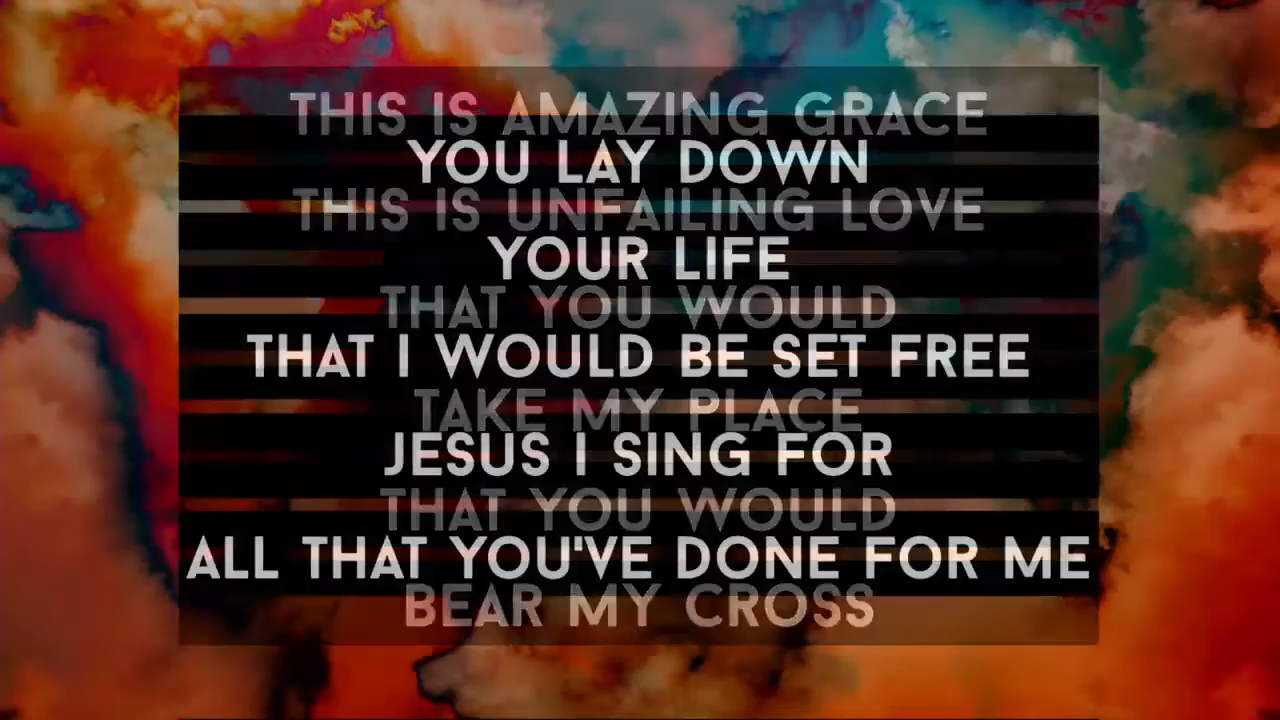 THIS IS AMAZING GRACE
YOU LAY DOWN
THIS IS UNFAILING LOVE
YOUR LIFE
THAT YOU WOULD
THAT I WOULD BE SET FREE
TAKE MY PLACE
JESUS I SING FOR
THAT YOU WOULD
ALL THAT YOU'VE DONE FOR ME
BEAR MY CROSS